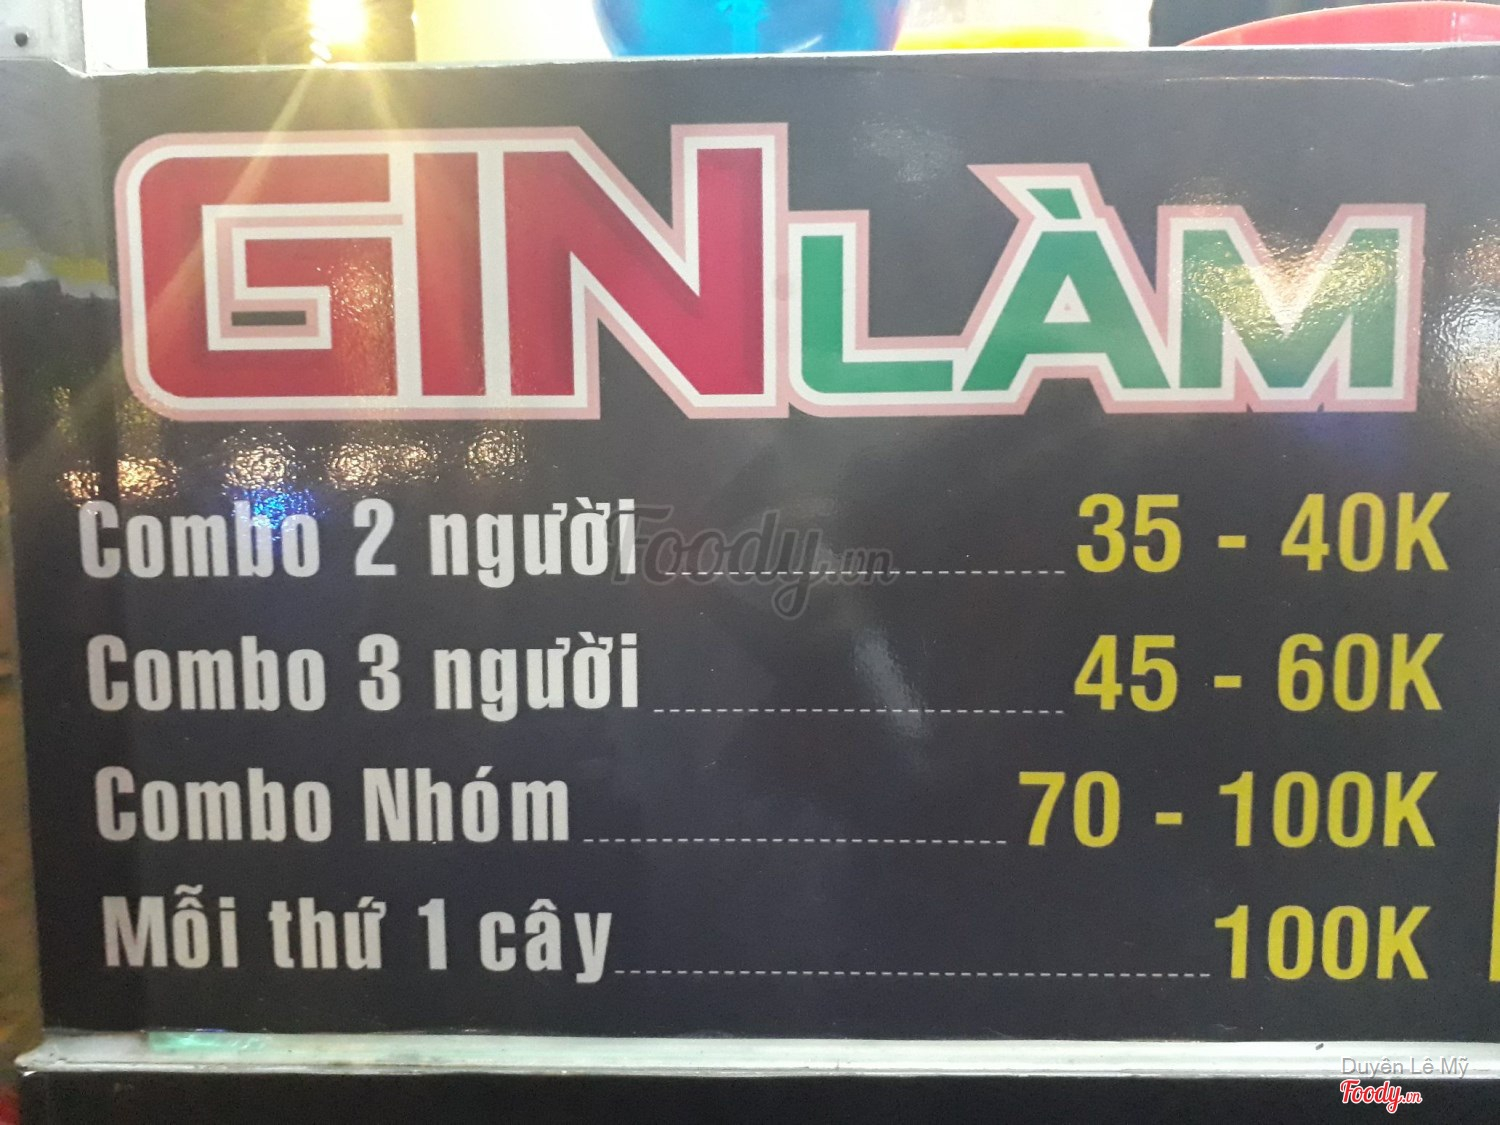 GIN LÀM
Combo 2 người 35 - 40K
Combo 3 người 45 - 60K
Combo Nhóm 70 - 100K
Mỗi thứ 1 cây 100K
Foody.vn
Duyên Lê Mỹ
Foody.vn